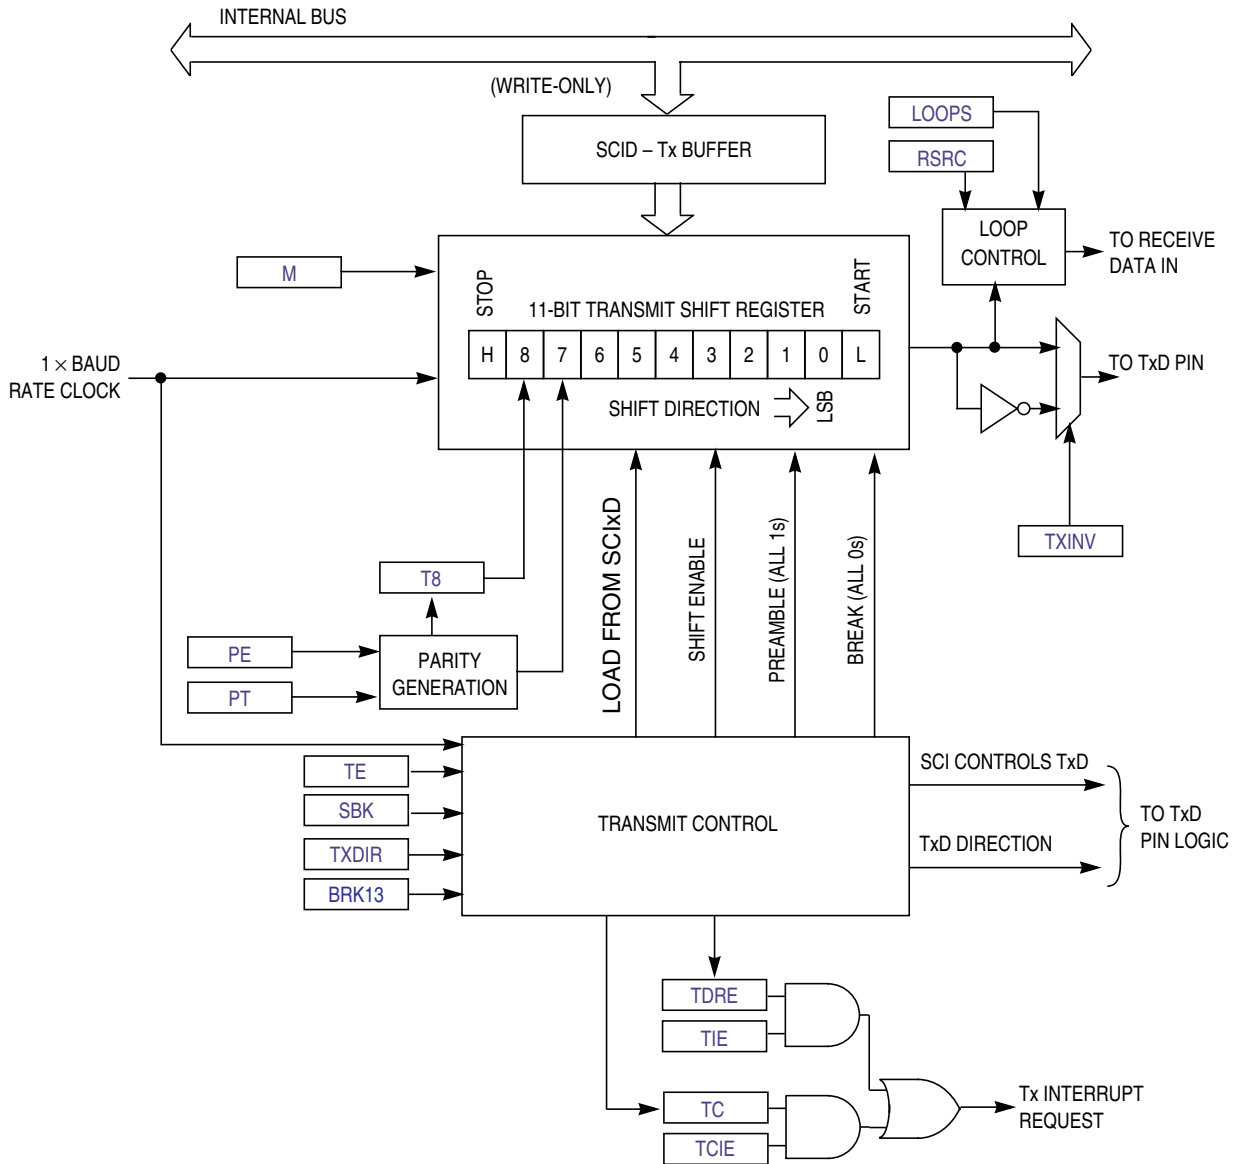 INTERNAL BUS
(WRITE-ONLY)
SCID – Tx BUFFER
LOOPS
RSRC
LOOP
CONTROL
TO RECEIVE
DATA IN
M
STOP
11-BIT TRANSMIT SHIFT REGISTER
START
H 8 7 6 5 4 3 2 1 0 L
SHIFT DIRECTION
LSB
1 × BAUD
RATE CLOCK
TO TxD PIN
TXINV
T8
PE
PT
PARITY
GENERATION
LOAD FROM SCIxD
SHIFT ENABLE
PREAMBLE (ALL 1s)
BREAK (ALL 0s)
TE
SBK
TXDIR
BRK13
TRANSMIT CONTROL
SCI CONTROLS TxD
TxD DIRECTION
TO TxD
PIN LOGIC
TDRE
TIE
TC
TCIE
Tx INTERRUPT
REQUEST